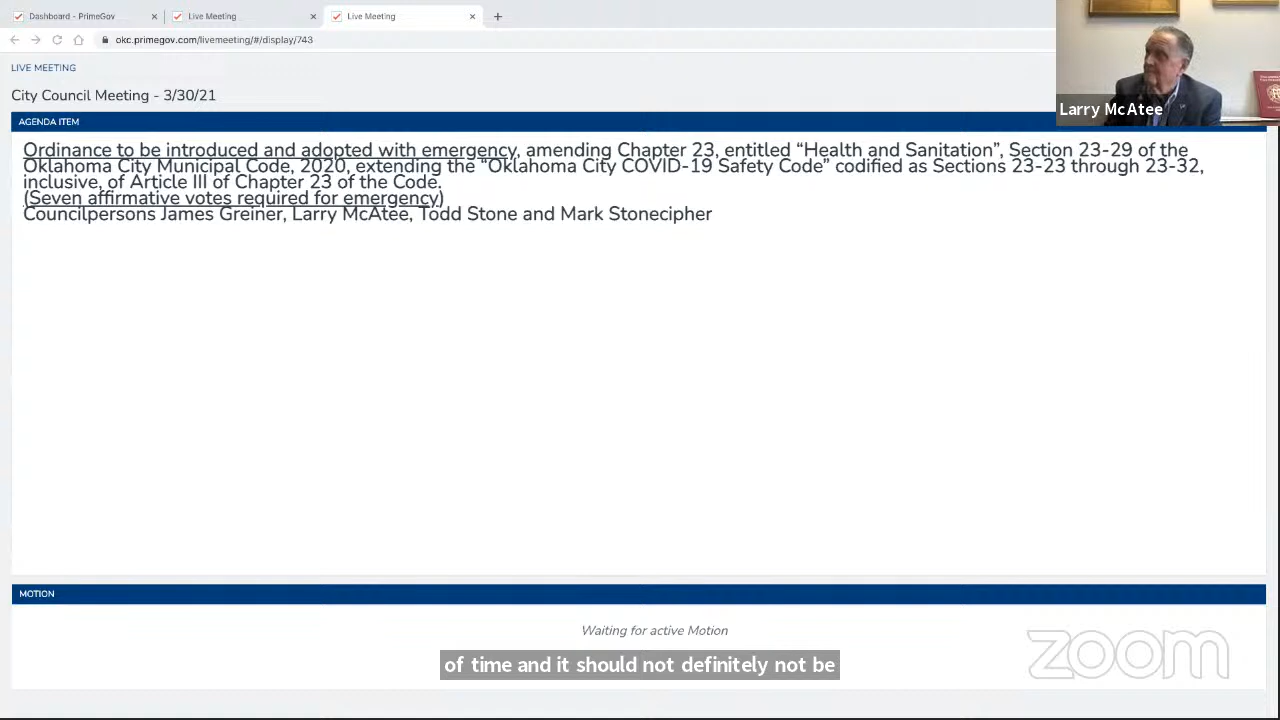 Dashboard - PrimeGov
Live Meeting
Live Meeting
okc.primegov.com/livemeeting/#/display/743
LIVE MEETING
City Council Meeting - 3/30/21
Larry McAtee
AGENDA ITEM
Ordinance to be introduced and adopted with emergency, amending Chapter 23, entitled “Health and Sanitation”, Section 23-29 of the
Oklahoma City Municipal Code, 2020, extending the “Oklahoma City COVID-19 Safety Code” codified as Sections 23-23 through 23-32,
inclusive, of Article III of Chapter 23 of the Code.
(Seven affirmative votes required for emergency)
Councilpersons James Greiner, Larry McAtee, Todd Stone and Mark Stonecipher
MOTION
Waiting for active Motion
of time and it should not definitely not be
zoom